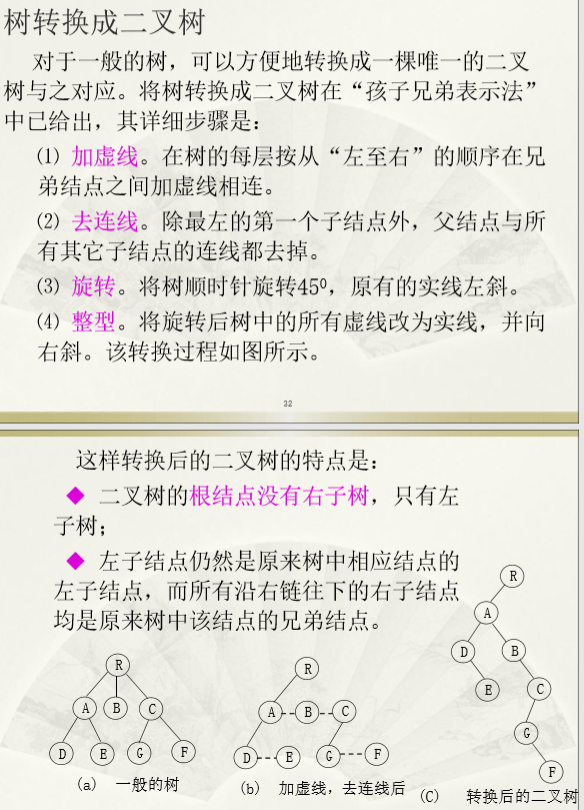 树转换成二叉树
对于一般的树，可以方便地转换成一棵唯一的二叉
树与之对应。将树转换成二叉树在“孩子兄弟表示法”
中已给出，其详细步骤是：
⑴ 加虚线。在树的每层按从“左至右”的顺序在兄
弟结点之间加虚线相连。
⑵ 去连线。除最左的第一个子结点外，父结点与所
有其它子结点的连线都去掉。
⑶ 旋转。将树顺时针旋转45⁰，原有的实线左斜。
⑷ 整型。将旋转后树中的所有虚线改为实线，并向
右斜。该转换过程如图所示。
32
这样转换后的二叉树的特点是：
◆ 二叉树的根结点没有右子树，只有左
子树；
◆ 左子结点仍然是原来树中相应结点的
左子结点，而所有沿右链往下的右子结点
均是原来树中该结点的兄弟结点。
R
A B C
D E G F
(a) 一般的树
R
A B C
D E G F
(b) 加虚线，去连线后
R
A
D B
E C
G
F
(C) 转换后的二叉树